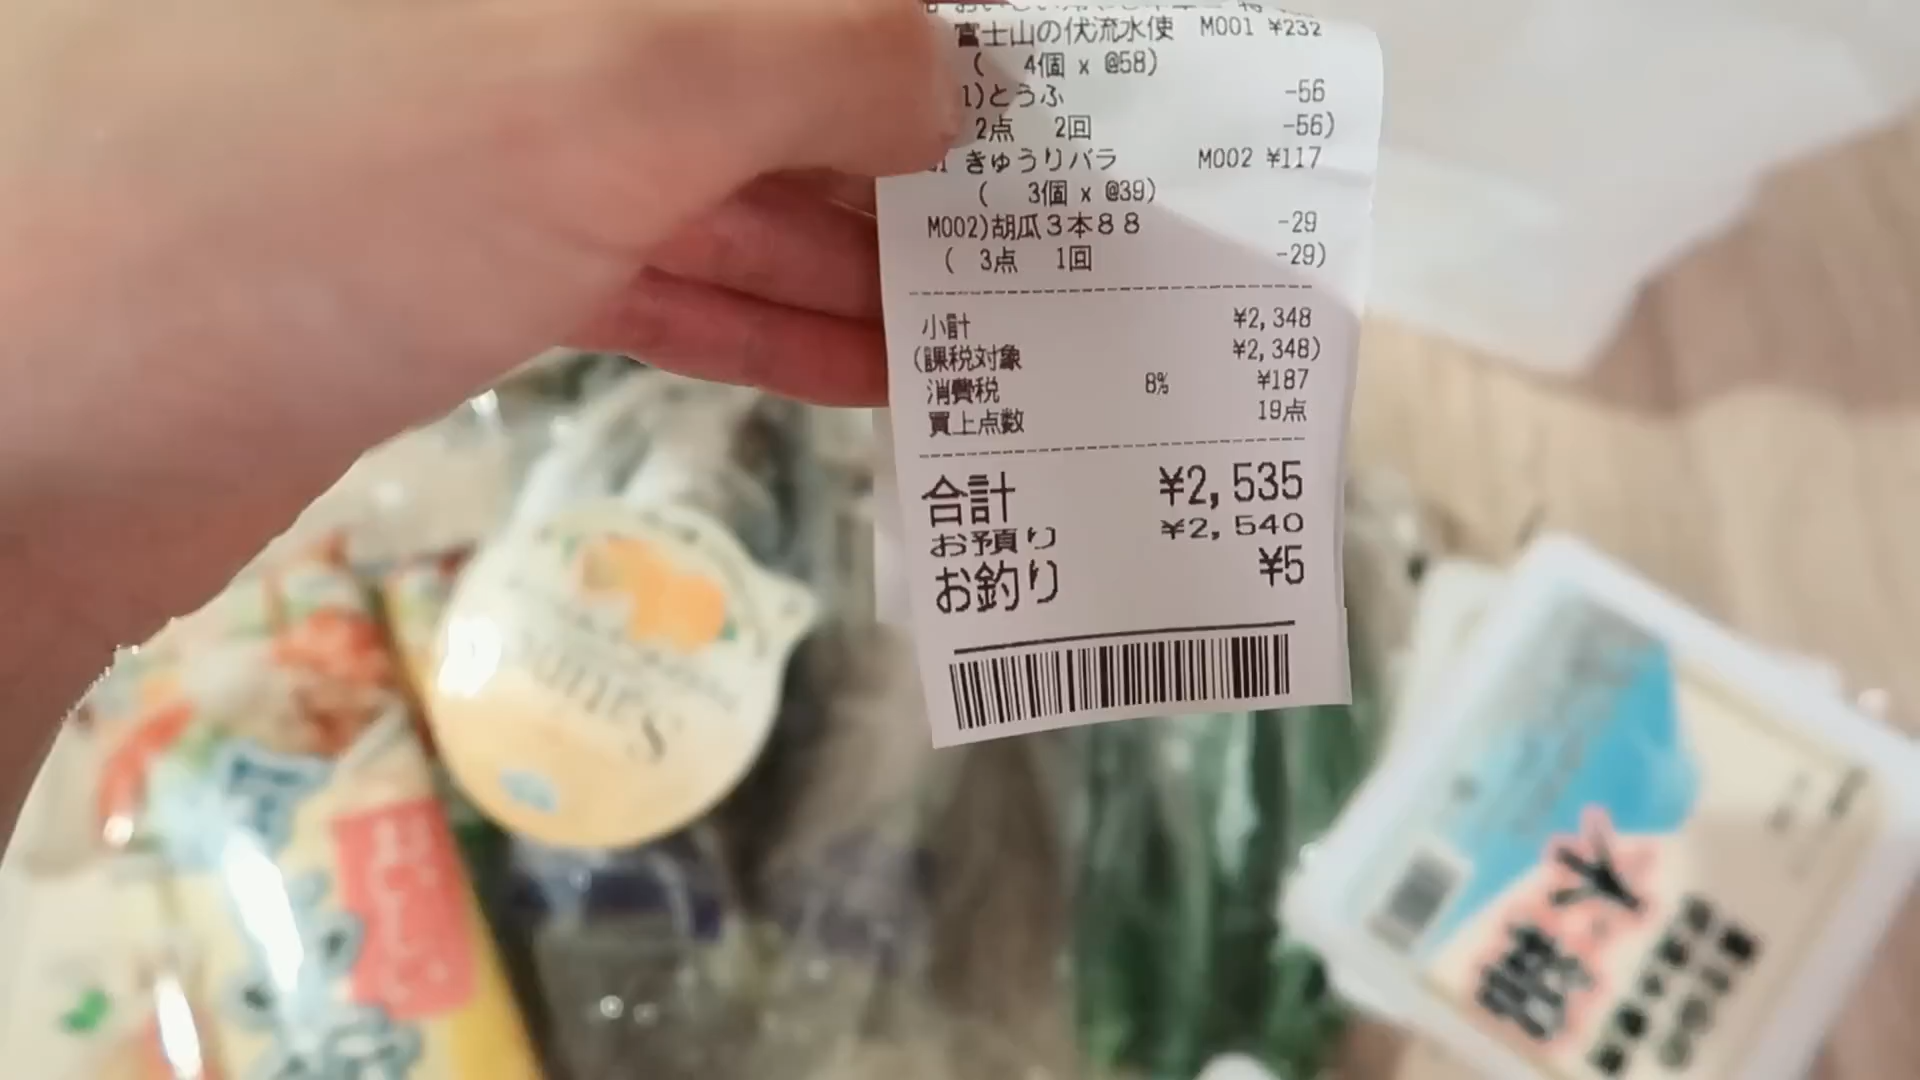 富士山の伏流水使 M001 ¥232
( 4個 x @58)
1)とうふ -56
2点 2回 -56)
きゅうりバラ M002 ¥117
( 3個 x @39)
M002)胡瓜3本88 -29
( 3点 1回 -29)
小計 ¥2,348
(課税対象 ¥2,348)
消費税 8% ¥187
買上点数 19点
合計 ¥2,535
お預り ¥2,540
お釣り ¥5
木綿